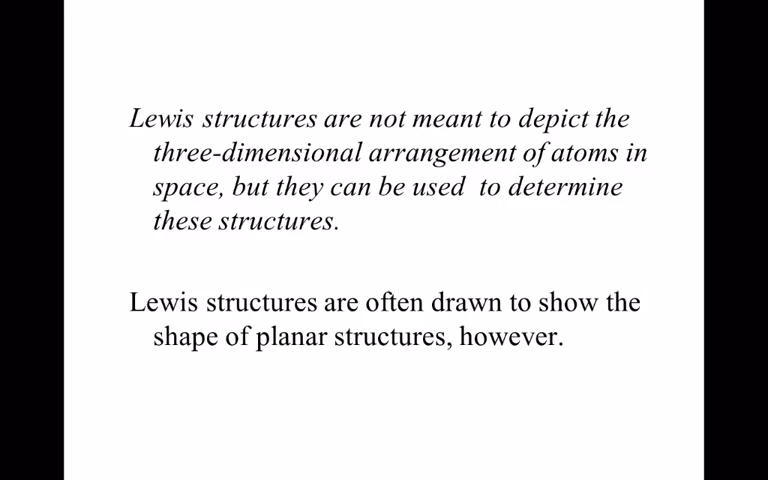 Lewis structures are not meant to depict the
three-dimensional arrangement of atoms in
space, but they can be used  to determine
these structures.
Lewis structures are often drawn to show the
shape of planar structures, however.